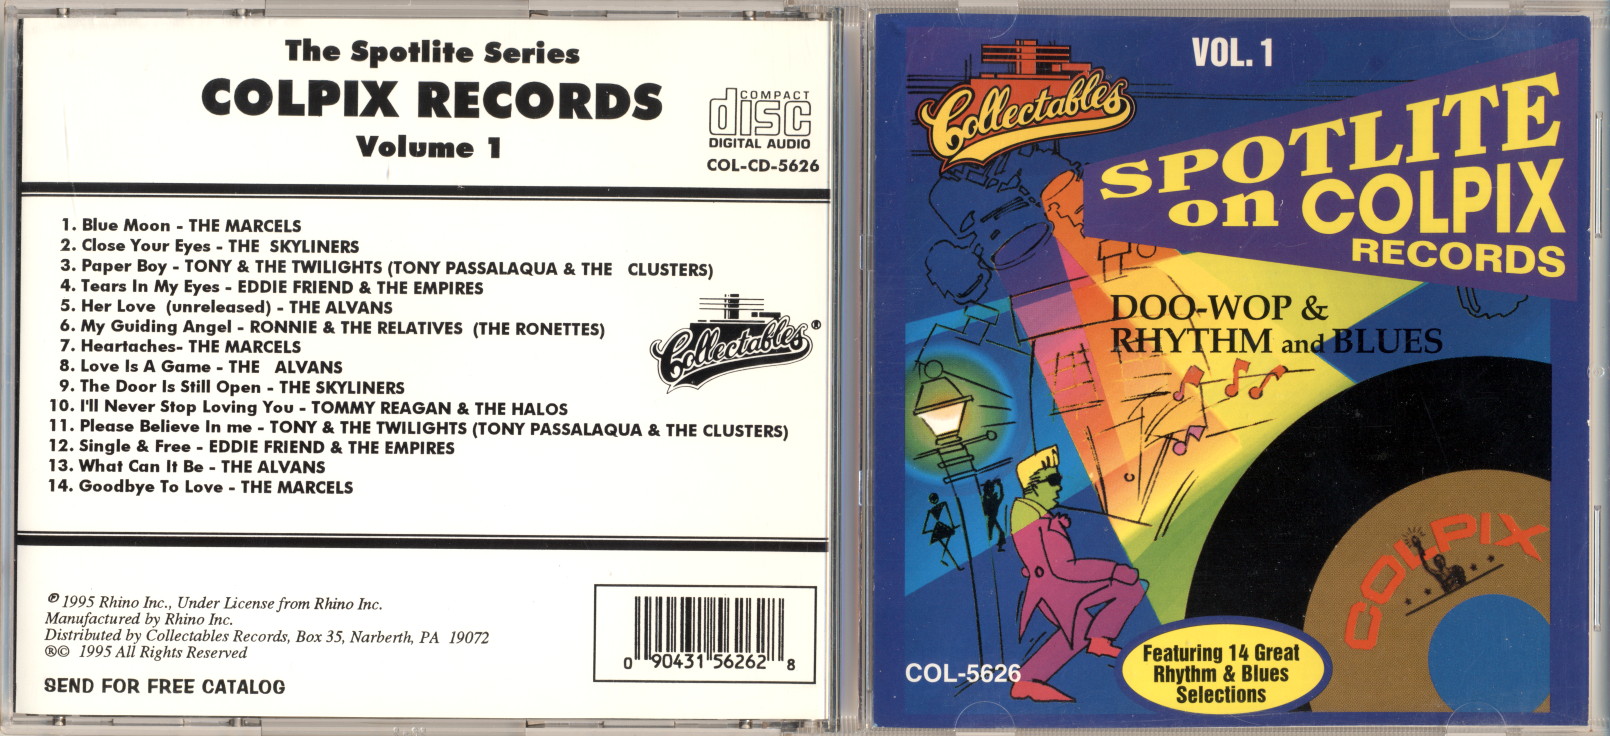 The Spotlite Series
COLPIX RECORDS
Volume 1
COMPACT
disc
DIGITAL AUDIO
COL-CD-5626
1. Blue Moon - THE MARCELS
2. Close Your Eyes - THE SKYLINERS
3. Paper Boy - TONY & THE TWILIGHTS (TONY PASSALAQUA & THE CLUSTERS)
4. Tears In My Eyes - EDDIE FRIEND & THE EMPIRES
5. Her Love (unreleased) - THE ALVANS
6. My Guiding Angel - RONNIE & THE RELATIVES (THE RONETTES)
7. Heartaches- THE MARCELS
8. Love Is A Game - THE ALVANS
9. The Door Is Still Open - THE SKYLINERS
10. I'll Never Stop Loving You - TOMMY REAGAN & THE HALOS
11. Please Believe In me - TONY & THE TWILIGHTS (TONY PASSALAQUA & THE CLUSTERS)
12. Single & Free - EDDIE FRIEND & THE EMPIRES
13. What Can It Be - THE ALVANS
14. Goodbye To Love - THE MARCELS
Collectables®
℗ 1995 Rhino Inc., Under License from Rhino Inc.
Manufactured by Rhino Inc.
Distributed by Collectables Records, Box 35, Narberth, PA 19072
®© 1995 All Rights Reserved
SEND FOR FREE CATALOG
0 90431 56262 8
VOL. 1
Collectables
SPOTLITE
on COLPIX
RECORDS
DOO-WOP &
RHYTHM and BLUES
COLPIX
COL-5626
Featuring 14 Great
Rhythm & Blues
Selections